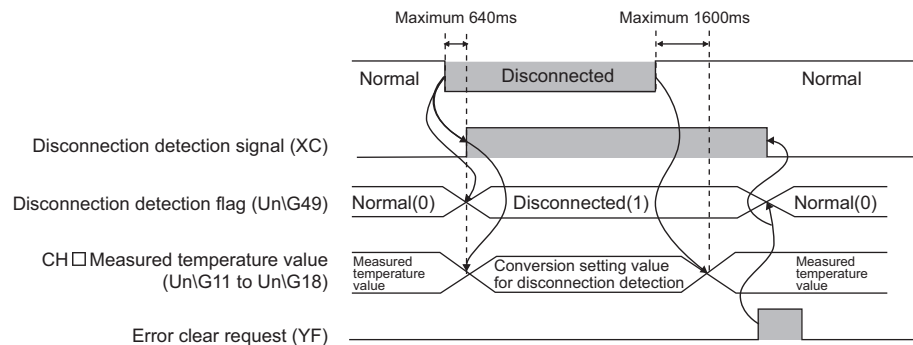 Maximum 640ms
Maximum 1600ms
Normal
Disconnected
Normal
Disconnection detection signal (XC)
Disconnection detection flag (Un\G49)
Normal(0)
Disconnected(1)
Normal(0)
CH□Measured temperature value
(Un\G11 to Un\G18)
Measured
temperature
value
Conversion setting value
for disconnection detection
Measured
temperature
value
Error clear request (YF)